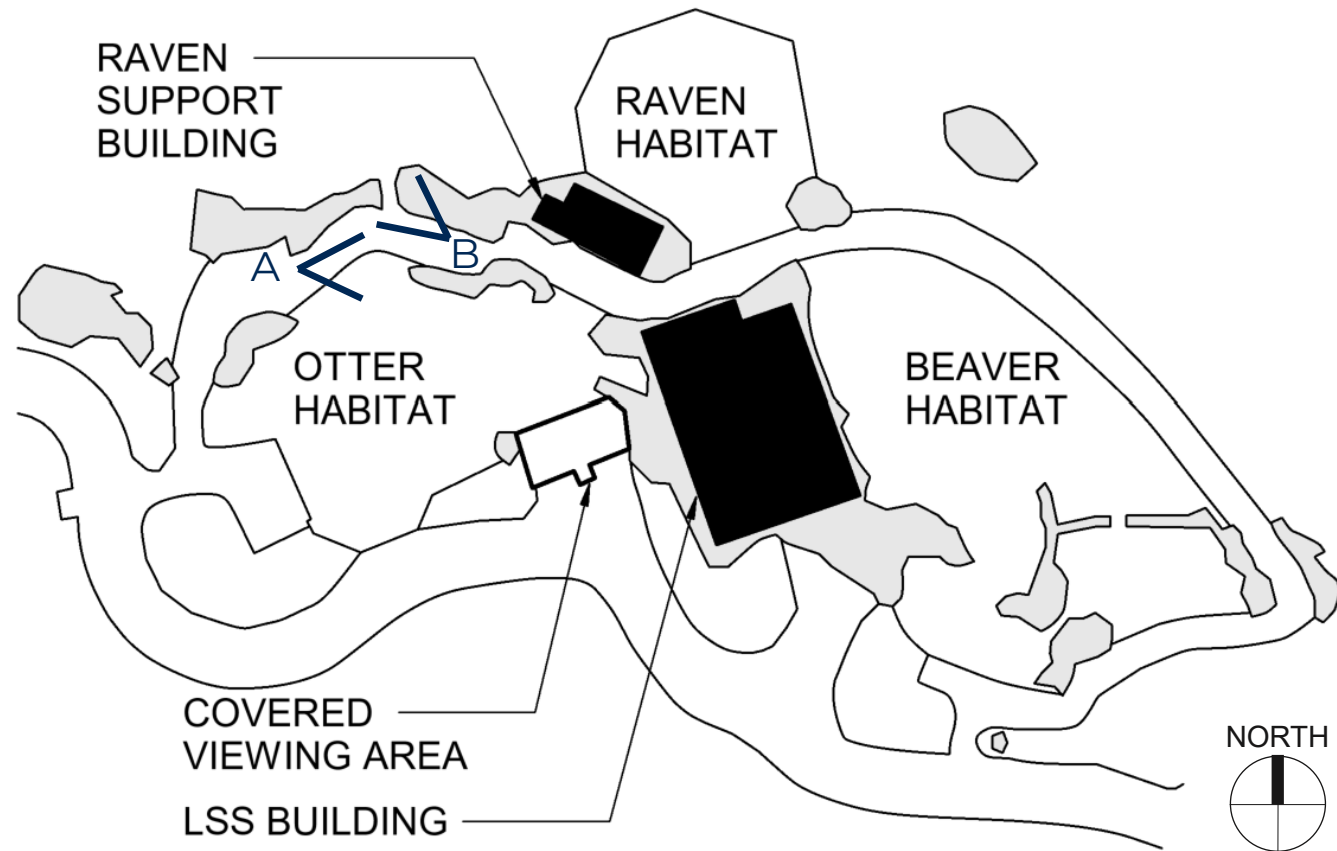 RAVEN
SUPPORT
BUILDING
RAVEN
HABITAT
A
B
OTTER
HABITAT
BEAVER
HABITAT
COVERED
VIEWING AREA
LSS BUILDING
NORTH